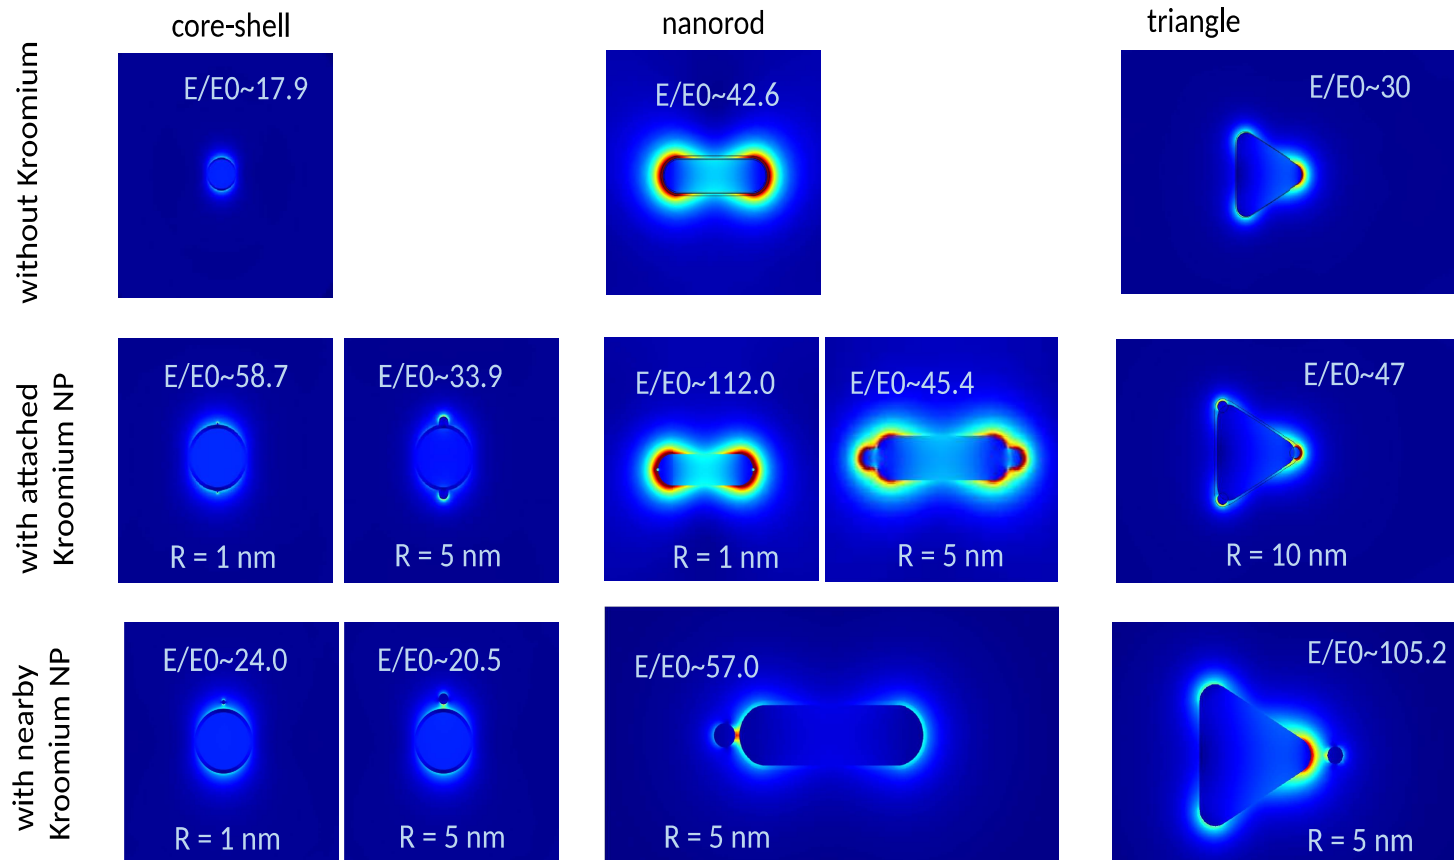 core-shell
nanorod
triangle
without Kroomium
E/E0~17.9
E/E0~42.6
E/E0~30
with attached
Kroomium NP
E/E0~58.7
R = 1 nm
E/E0~33.9
R = 5 nm
E/E0~112.0
R = 1 nm
E/E0~45.4
R = 5 nm
E/E0~47
R = 10 nm
with nearby
Kroomium NP
E/E0~24.0
R = 1 nm
E/E0~20.5
R = 5 nm
E/E0~57.0
R = 5 nm
E/E0~105.2
R = 5 nm